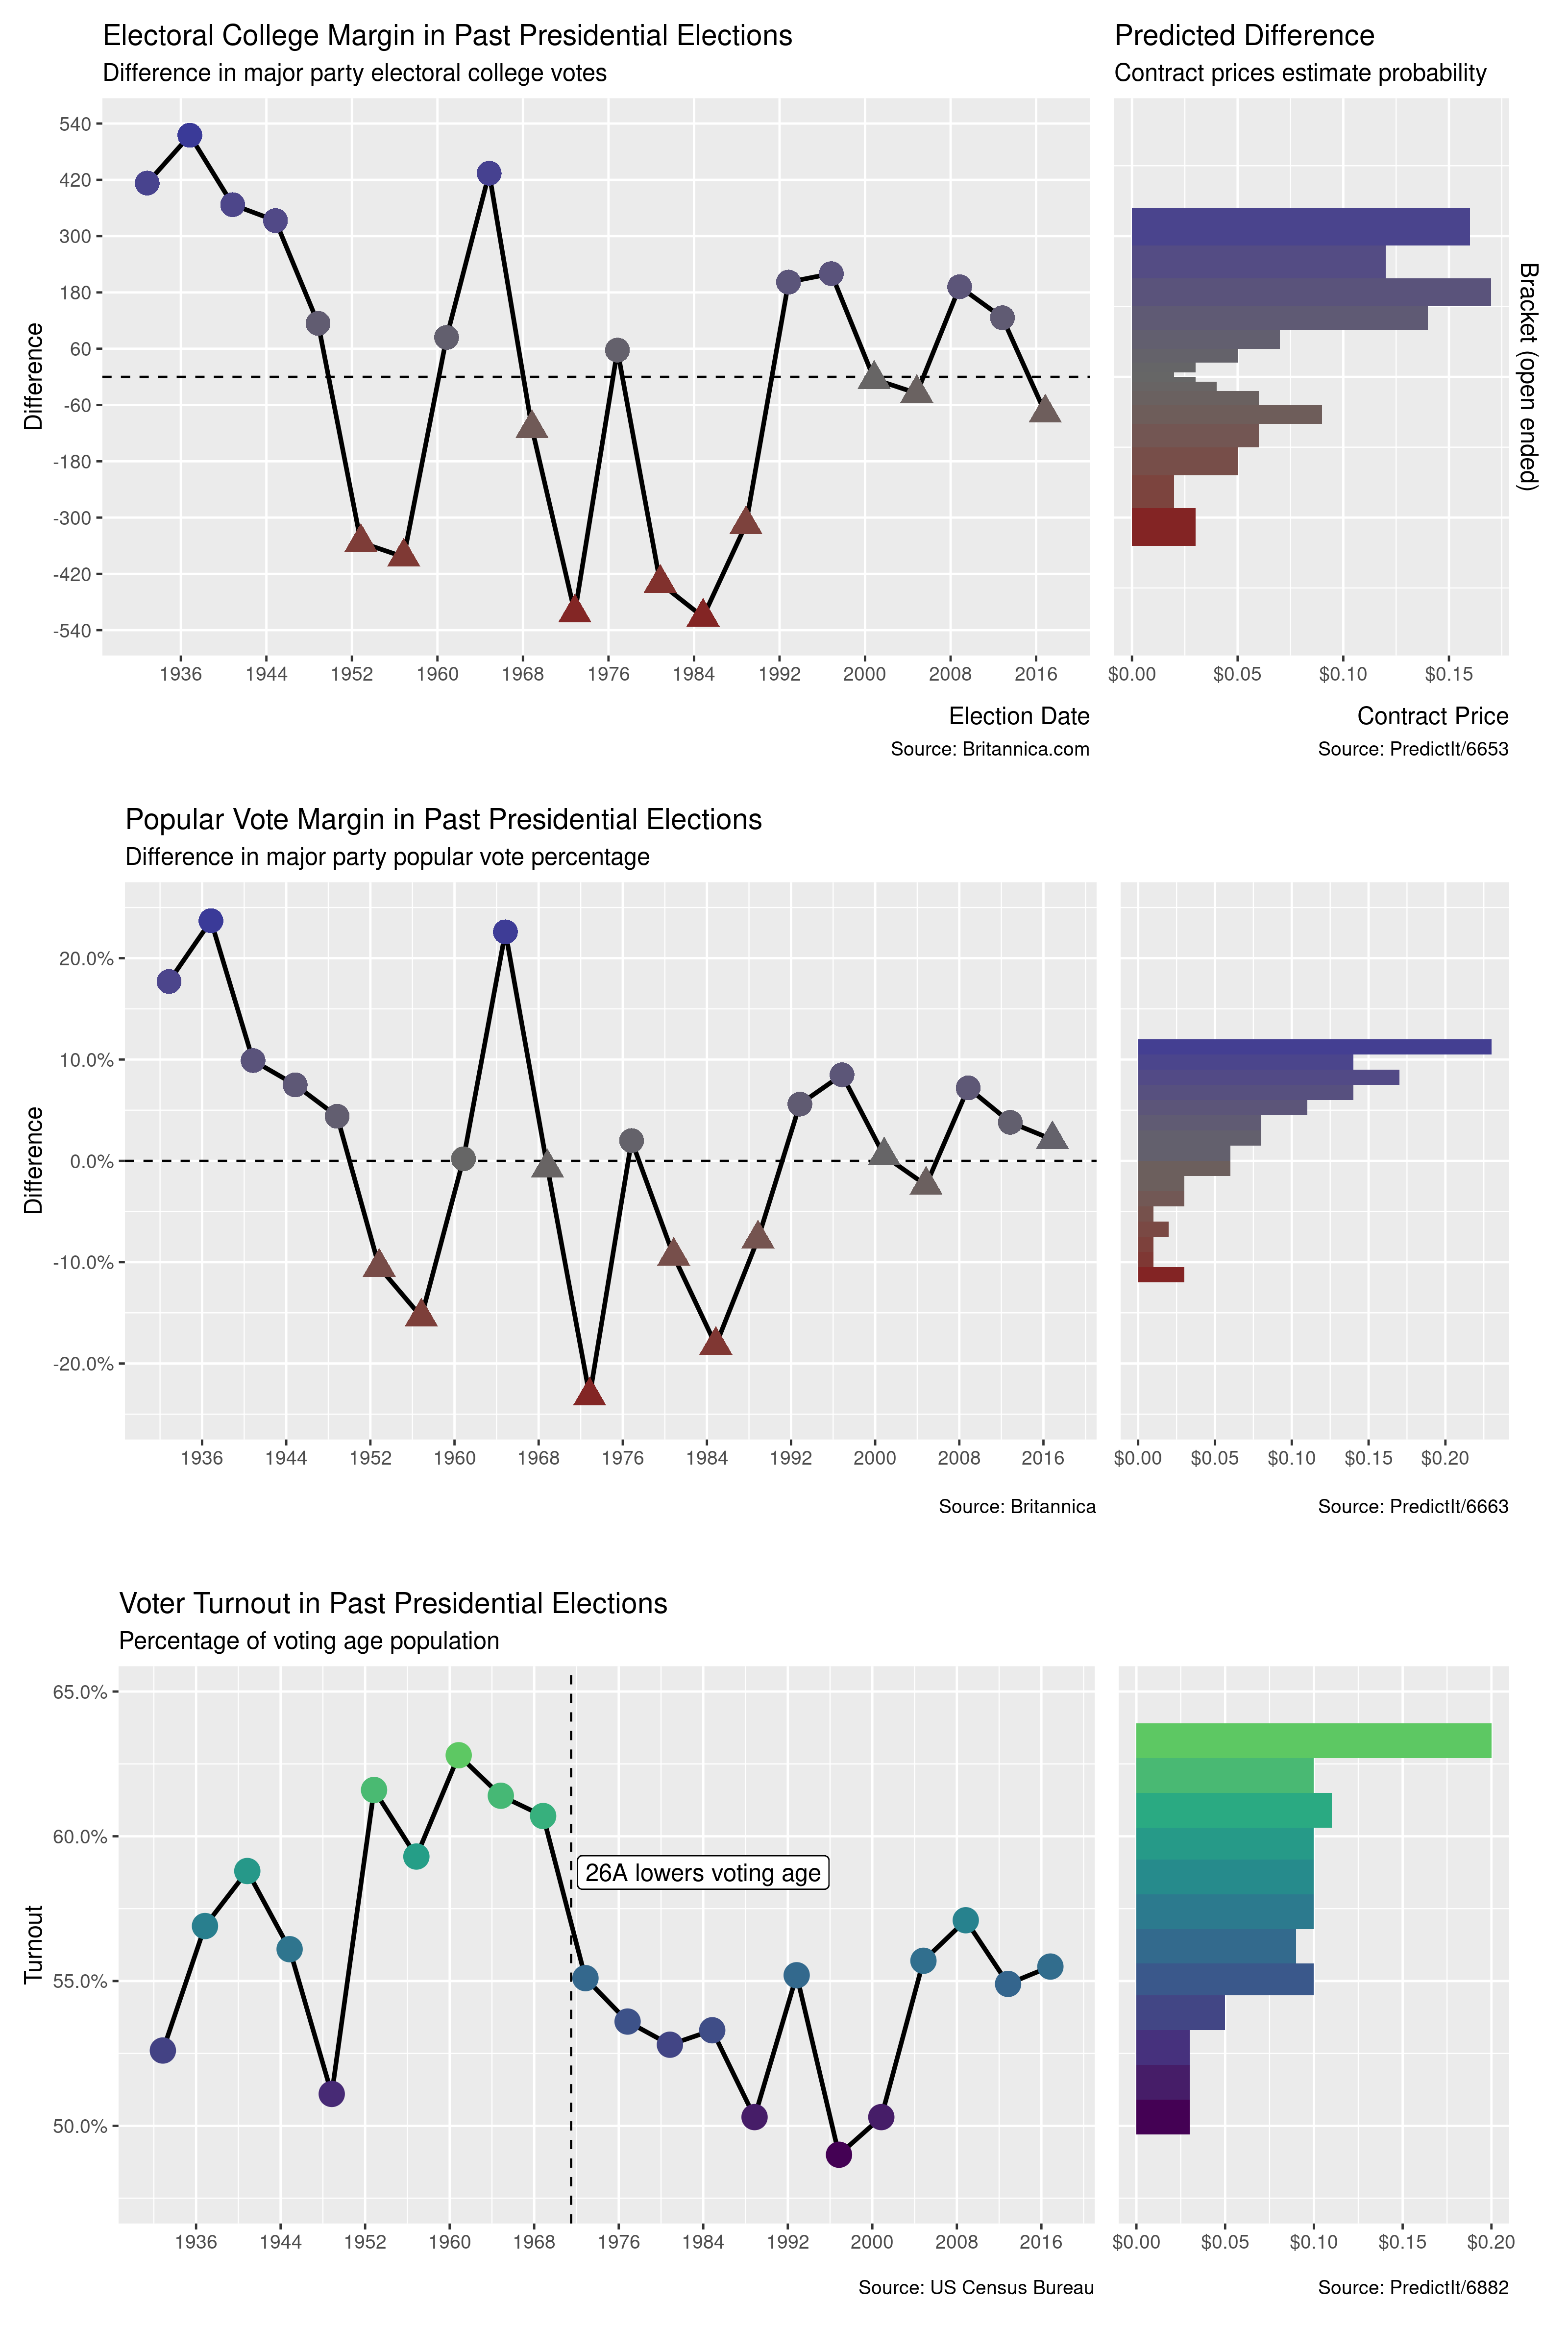 Electoral College Margin in Past Presidential Elections
Difference in major party electoral college votes
Difference
540
420
300
180
60
-60
-180
-300
-420
-540
1936 1944 1952 1960 1968 1976 1984 1992 2000 2008 2016
Election Date
Source: Britannica.com
Predicted Difference
Contract prices estimate probability
Bracket (open ended)
$0.00 $0.05 $0.10 $0.15
Contract Price
Source: PredictIt/6653
Popular Vote Margin in Past Presidential Elections
Difference in major party popular vote percentage
Difference
20.0%
10.0%
0.0%
-10.0%
-20.0%
1936 1944 1952 1960 1968 1976 1984 1992 2000 2008 2016
Source: Britannica
$0.00 $0.05 $0.10 $0.15 $0.20
Source: PredictIt/6663
Voter Turnout in Past Presidential Elections
Percentage of voting age population
Turnout
65.0%
60.0%
55.0%
50.0%
26A lowers voting age
1936 1944 1952 1960 1968 1976 1984 1992 2000 2008 2016
Source: US Census Bureau
$0.00 $0.05 $0.10 $0.15 $0.20
Source: PredictIt/6882